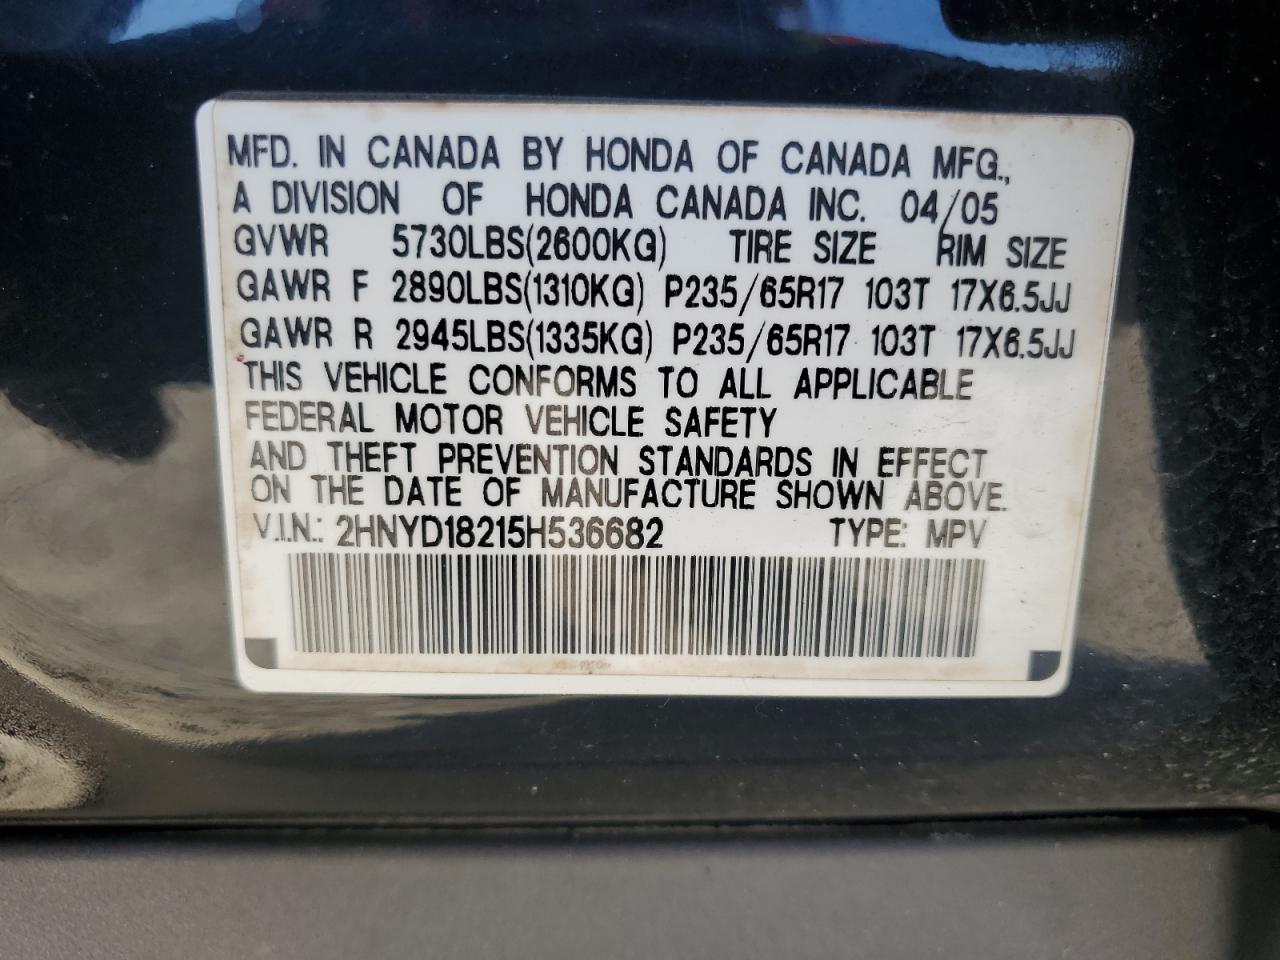 MFD. IN CANADA BY HONDA OF CANADA MFG.,
A DIVISION OF HONDA CANADA INC. 04/05
GVWR 5730LBS(2600KG) TIRE SIZE RIM SIZE
GAWR F 2890LBS(1310KG) P235/65R17 103T 17X6.5JJ
GAWR R 2945LBS(1335KG) P235/65R17 103T 17X6.5JJ
THIS VEHICLE CONFORMS TO ALL APPLICABLE
FEDERAL MOTOR VEHICLE SAFETY
AND THEFT PREVENTION STANDARDS IN EFFECT
ON THE DATE OF MANUFACTURE SHOWN ABOVE.
V.I.N.: 2HNYD18215H536682 TYPE: MPV